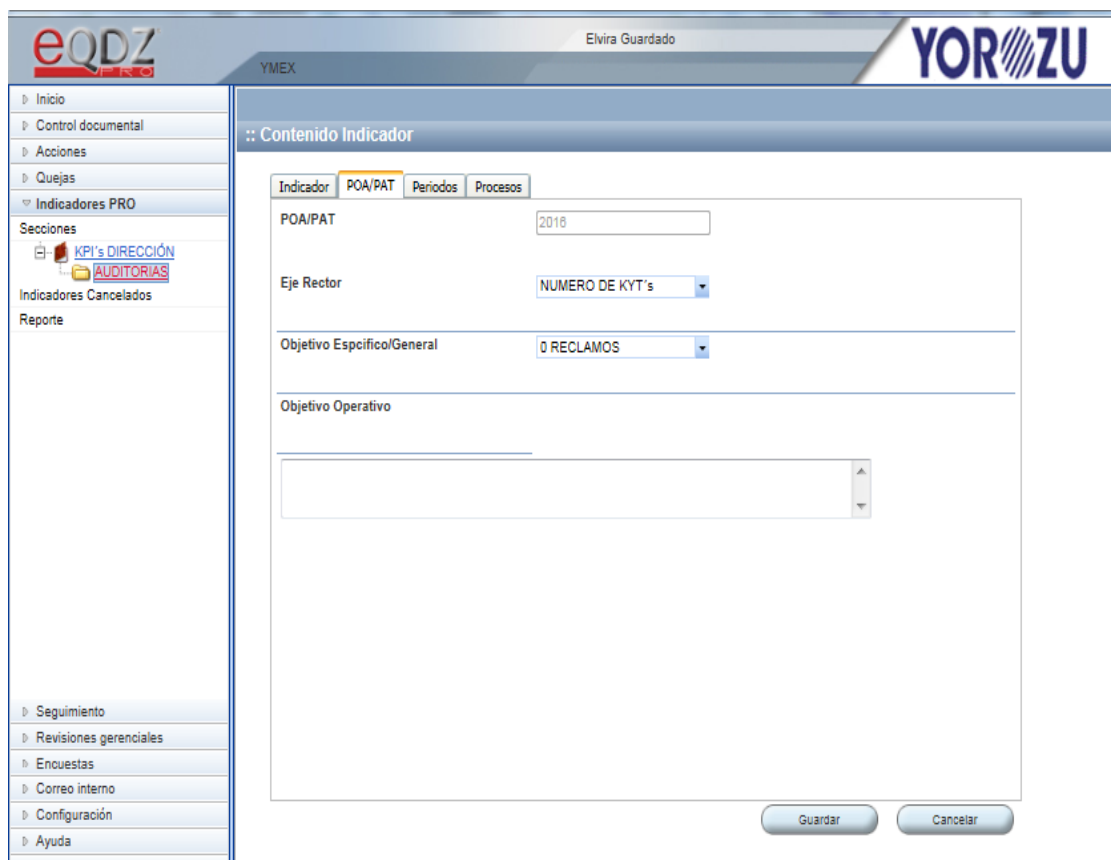 eQDZ
PRO
YMEX
Elvira Guardado
YOROZU
Inicio
Control documental
Acciones
Quejas
Indicadores PRO
Secciones
KPI's DIRECCIÓN
AUDITORIAS
Indicadores Cancelados
Reporte
Seguimiento
Revisiones gerenciales
Encuestas
Correo interno
Configuración
Ayuda
:: Contenido Indicador
Indicador POA/PAT Periodos Procesos
POA/PAT 2016
Eje Rector NUMERO DE KYT´s
Objetivo Espcifico/General 0 RECLAMOS
Objetivo Operativo
Guardar Cancelar